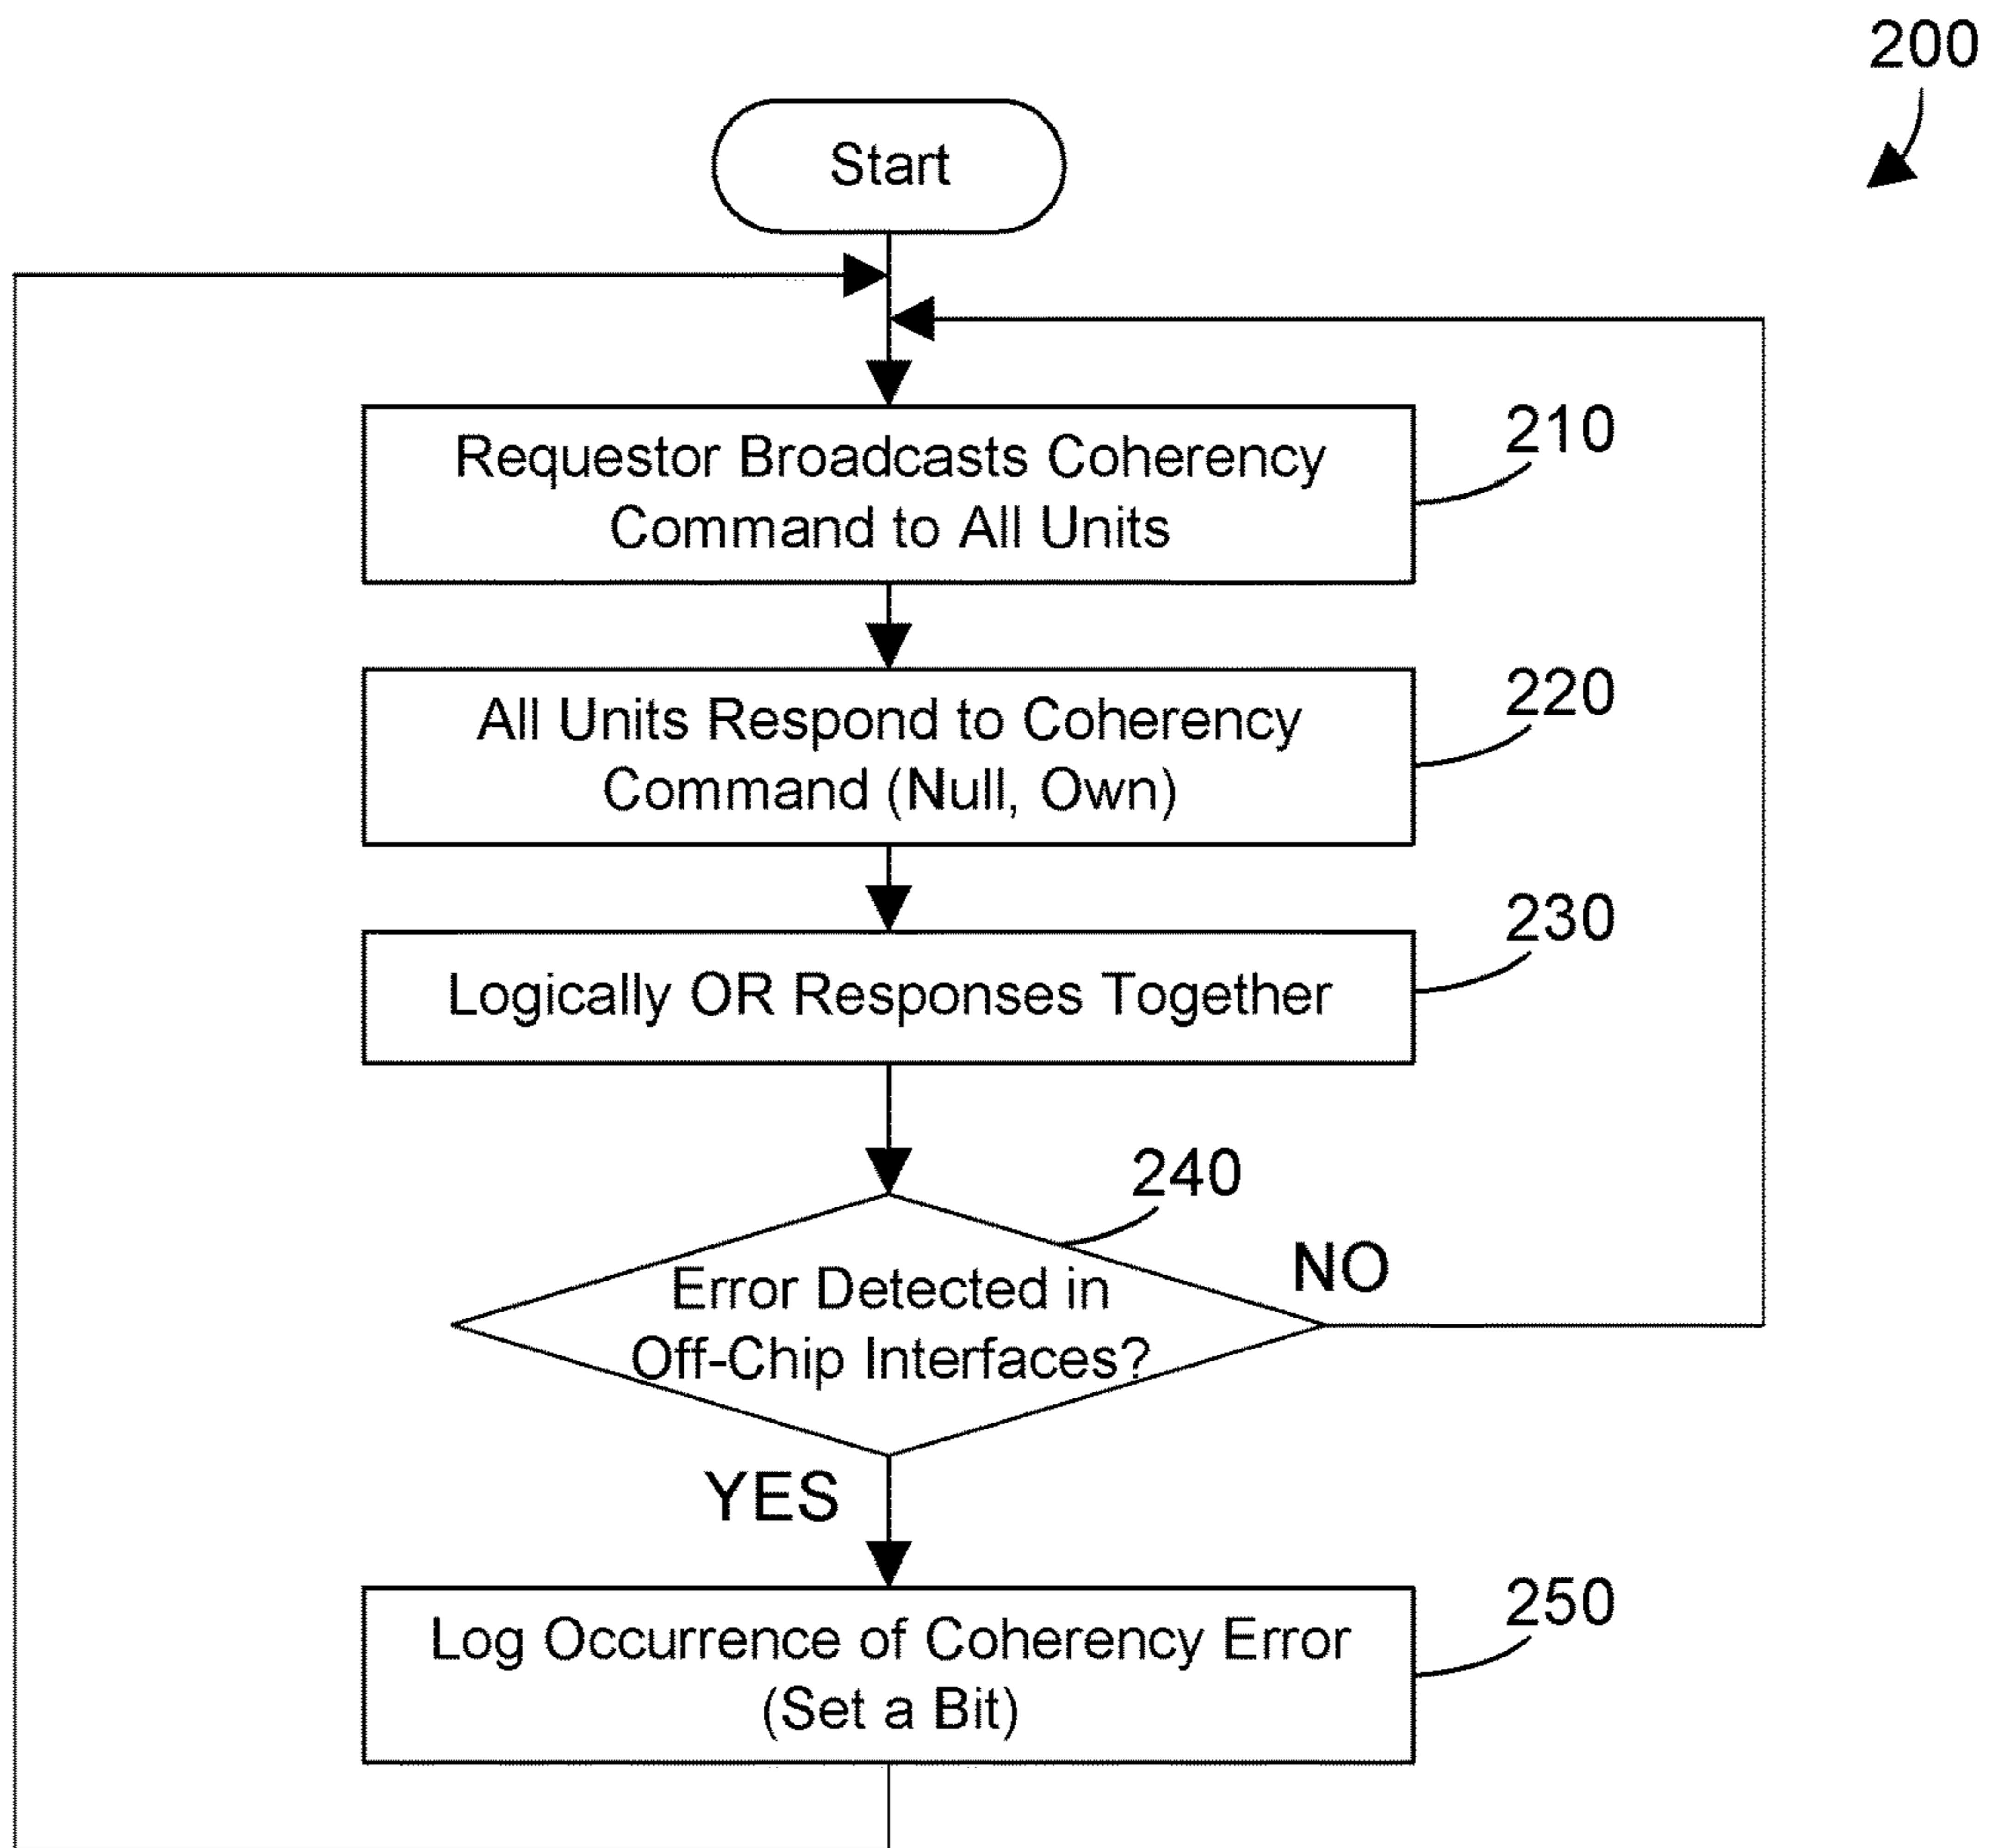 200
Start
Requestor Broadcasts Coherency
Command to All Units
210
All Units Respond to Coherency
Command (Null, Own)
220
Logically OR Responses Together
230
240
Error Detected in
Off-Chip Interfaces?
NO
YES
Log Occurrence of Coherency Error
(Set a Bit)
250